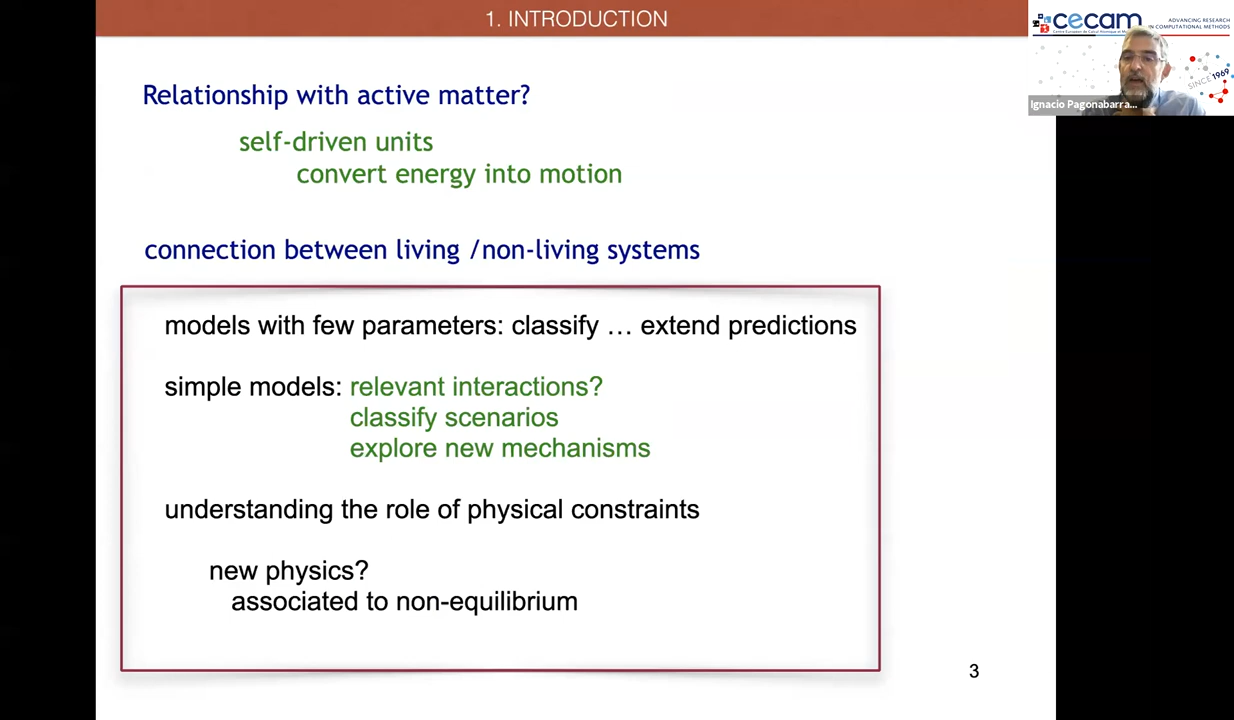 1. INTRODUCTION
cecam
ADVANCING RESEARCH
IN COMPUTATIONAL METHODS
SINCE 1969
Ignacio Pagonabarra...
Relationship with active matter?
self-driven units
convert energy into motion
connection between living /non-living systems
models with few parameters: classify … extend predictions
simple models: relevant interactions?
classify scenarios
explore new mechanisms
understanding the role of physical constraints
new physics?
associated to non-equilibrium
3